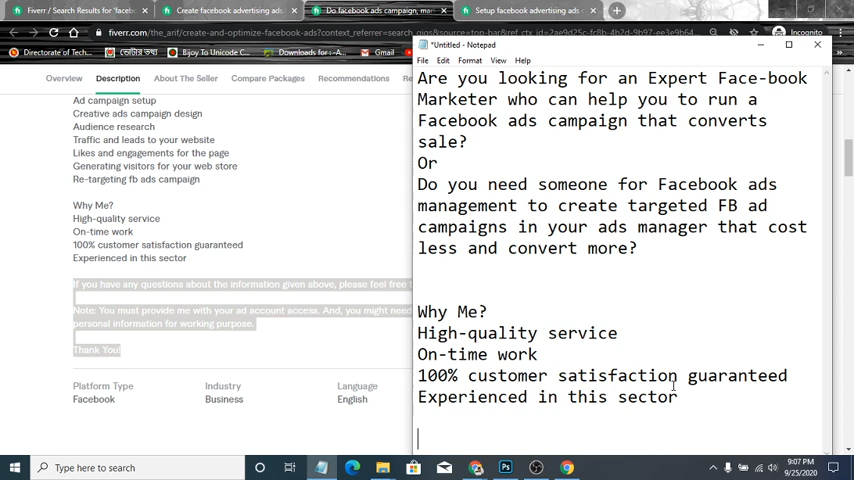 Fiverr / Search Results for 'faceb
Create facebook advertising ads
Do facebook ads campaign, ma
Setup facebook advertising ads c
fiverr.com/the_arif/create-and-optimize-facebook-ads?context_referrer=search_gigs&source=top-bar&ref_ctx_id=
Incognito
Directorate of Tech...
ভোটার তথ্য
Bijoy To Unicode C...
Downloads for :-A...
Gmail
Overview
Description
About The Seller
Compare Packages
Recommendations
Re
Ad campaign setup
Creative ads campaign design
Audience research
Traffic and leads to your website
Likes and engagements for the page
Generating visitors for your web store
Re-targeting fb ads campaign
Why Me?
High-quality service
On-time work
100% customer satisfaction guaranteed
Experienced in this sector
If you have any questions about the information given above, please feel free t
Note: You must provide me with your ad account access. And, you might need
personal information for working purpose.
Thank You!
Platform Type
Industry
Language
Facebook
Business
English
*Untitled - Notepad
File Edit Format View Help
Are you looking for an Expert Face-book
Marketer who can help you to run a
Facebook ads campaign that converts
sale?
Or
Do you need someone for Facebook ads
management to create targeted FB ad
campaigns in your ads manager that cost
less and convert more?
Why Me?
High-quality service
On-time work
100% customer satisfaction guaranteed
Experienced in this sector
Type here to search
9:07 PM
9/25/2020